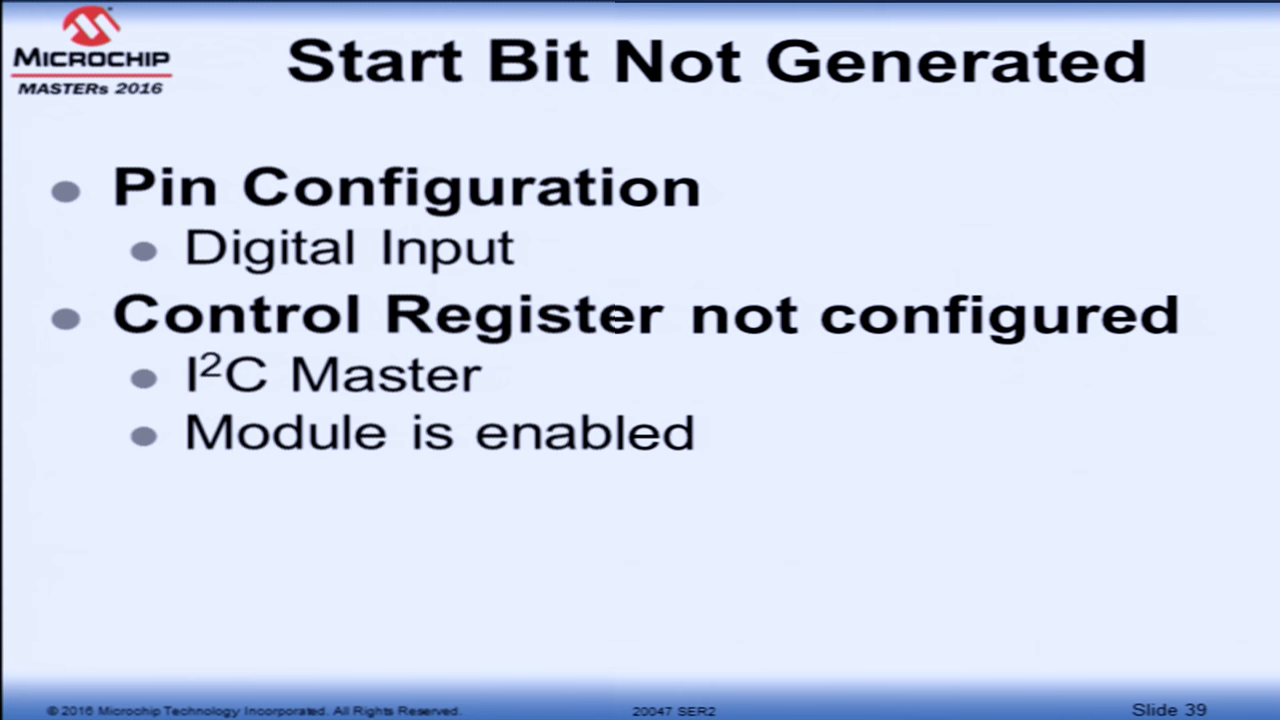 MICROCHIP
MASTERs 2016
Start Bit Not Generated
Pin Configuration
Digital Input
Control Register not configured
I²C Master
Module is enabled
© 2016 Microchip Technology Incorporated. All Rights Reserved.
20047 SER2
Slide 39